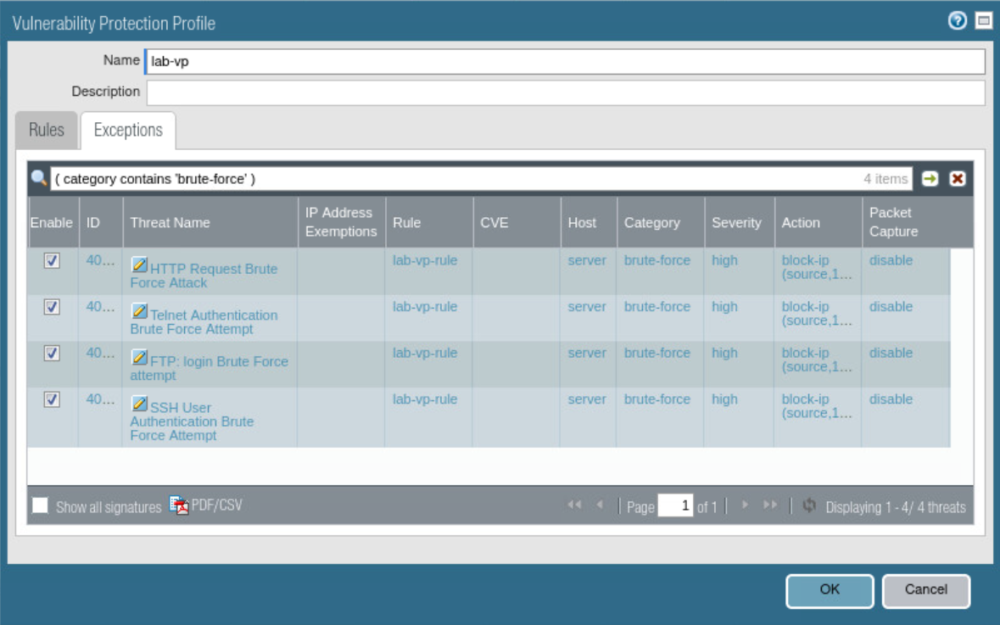 Vulnerability Protection Profile
Name lab-vp
Description
Rules Exceptions
( category contains 'brute-force' ) 4 items
Enable ID Threat Name IP Address Exemptions Rule CVE Host Category Severity Action Packet Capture
40... HTTP Request Brute Force Attack lab-vp-rule server brute-force high block-ip (source,1... disable
40... Telnet Authentication Brute Force Attempt lab-vp-rule server brute-force high block-ip (source,1... disable
40... FTP: login Brute Force attempt lab-vp-rule server brute-force high block-ip (source,1... disable
40... SSH User Authentication Brute Force Attempt lab-vp-rule server brute-force high block-ip (source,1... disable
Show all signatures PDF/CSV Page 1 of 1 Displaying 1 - 4/ 4 threats
OK Cancel